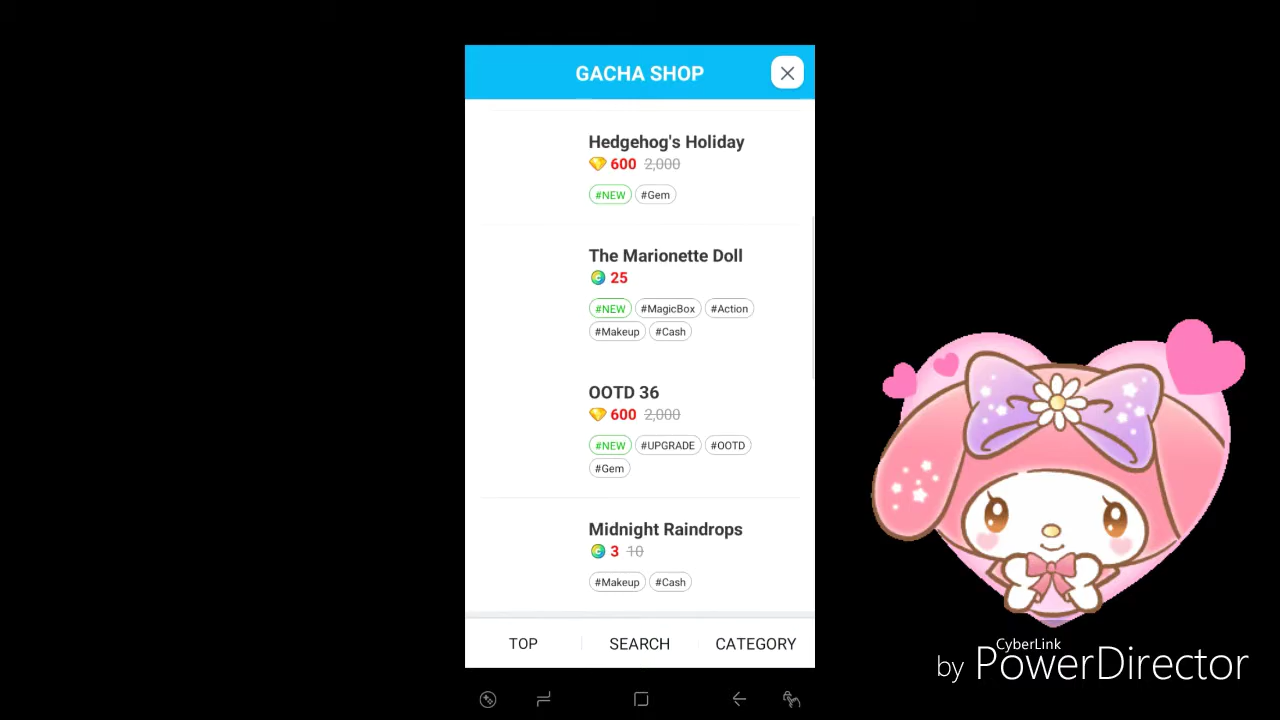 GACHA SHOP
Hedgehog's Holiday
600 2,000
#NEW #Gem
The Marionette Doll
25
#NEW #MagicBox #Action
#Makeup #Cash
OOTD 36
600 2,000
#NEW #UPGRADE #OOTD
#Gem
Midnight Raindrops
3 10
#Makeup #Cash
TOP SEARCH CATEGORY
CyberLink
by PowerDirector